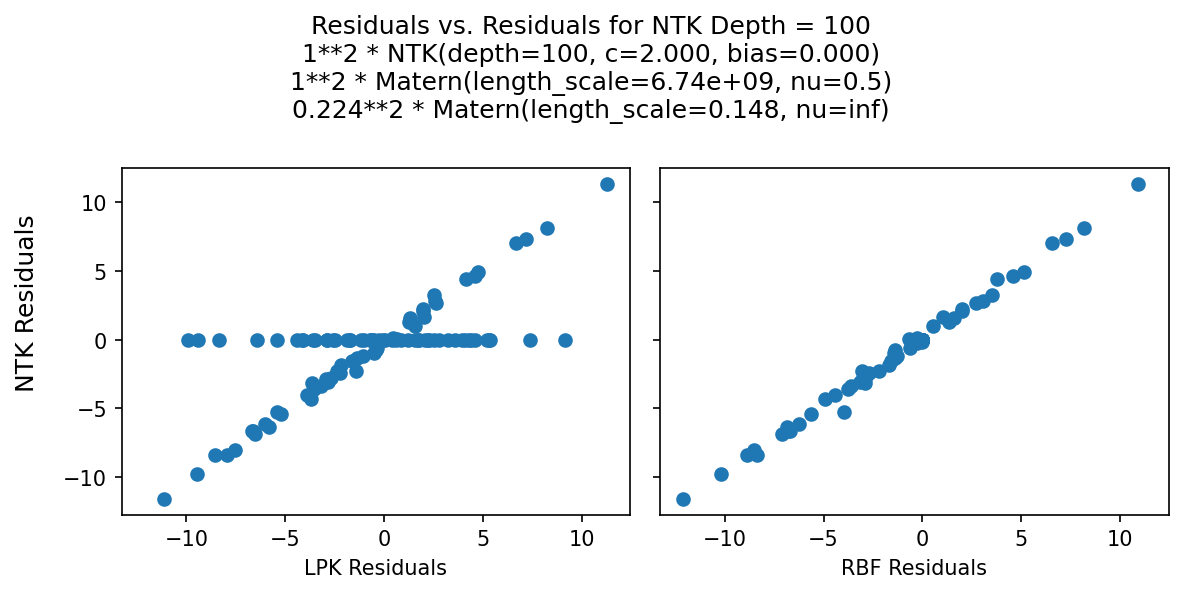 Residuals vs. Residuals for NTK Depth = 100
1**2 * NTK(depth=100, c=2.000, bias=0.000)
1**2 * Matern(length_scale=6.74e+09, nu=0.5)
0.224**2 * Matern(length_scale=0.148, nu=inf)
NTK Residuals
10
5
0
−5
−10
−10 −5 0 5 10
LPK Residuals
−10 −5 0 5 10
RBF Residuals